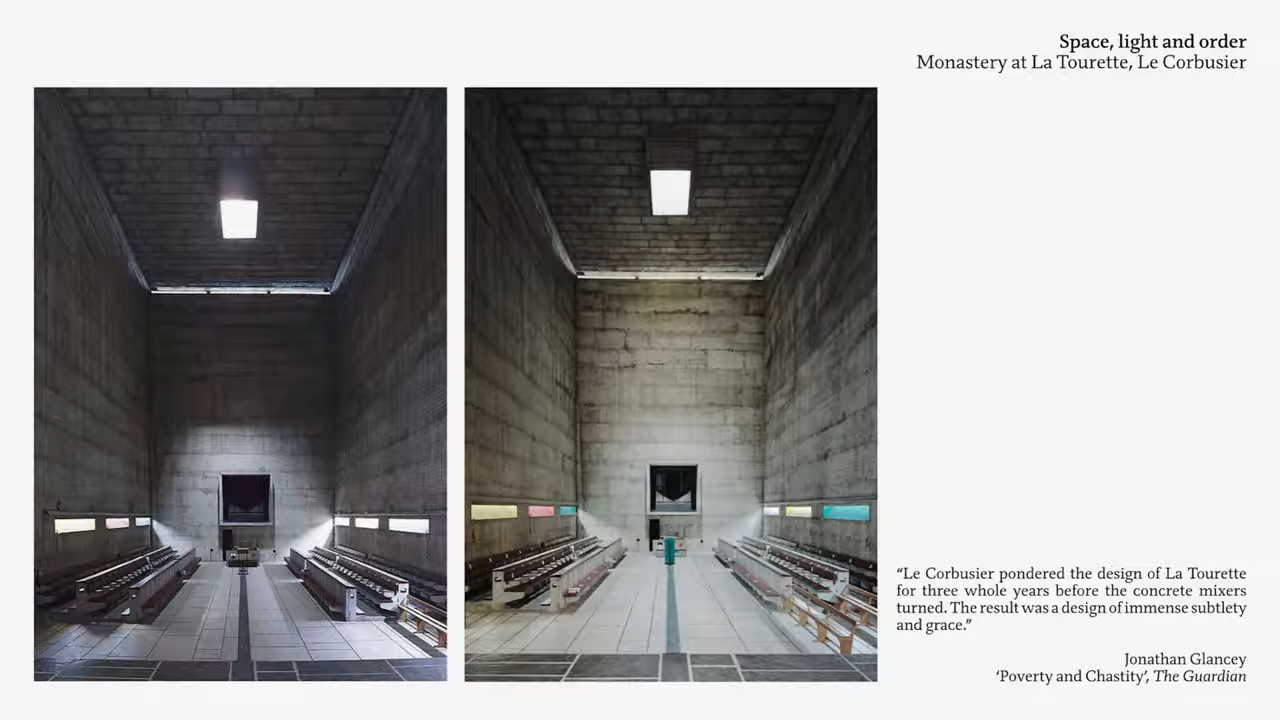 Space, light and order
Monastery at La Tourette, Le Corbusier
“Le Corbusier pondered the design of La Tourette
for three whole years before the concrete mixers
turned. The result was a design of immense subtlety
and grace.”
Jonathan Glancey
‘Poverty and Chastity’, The Guardian